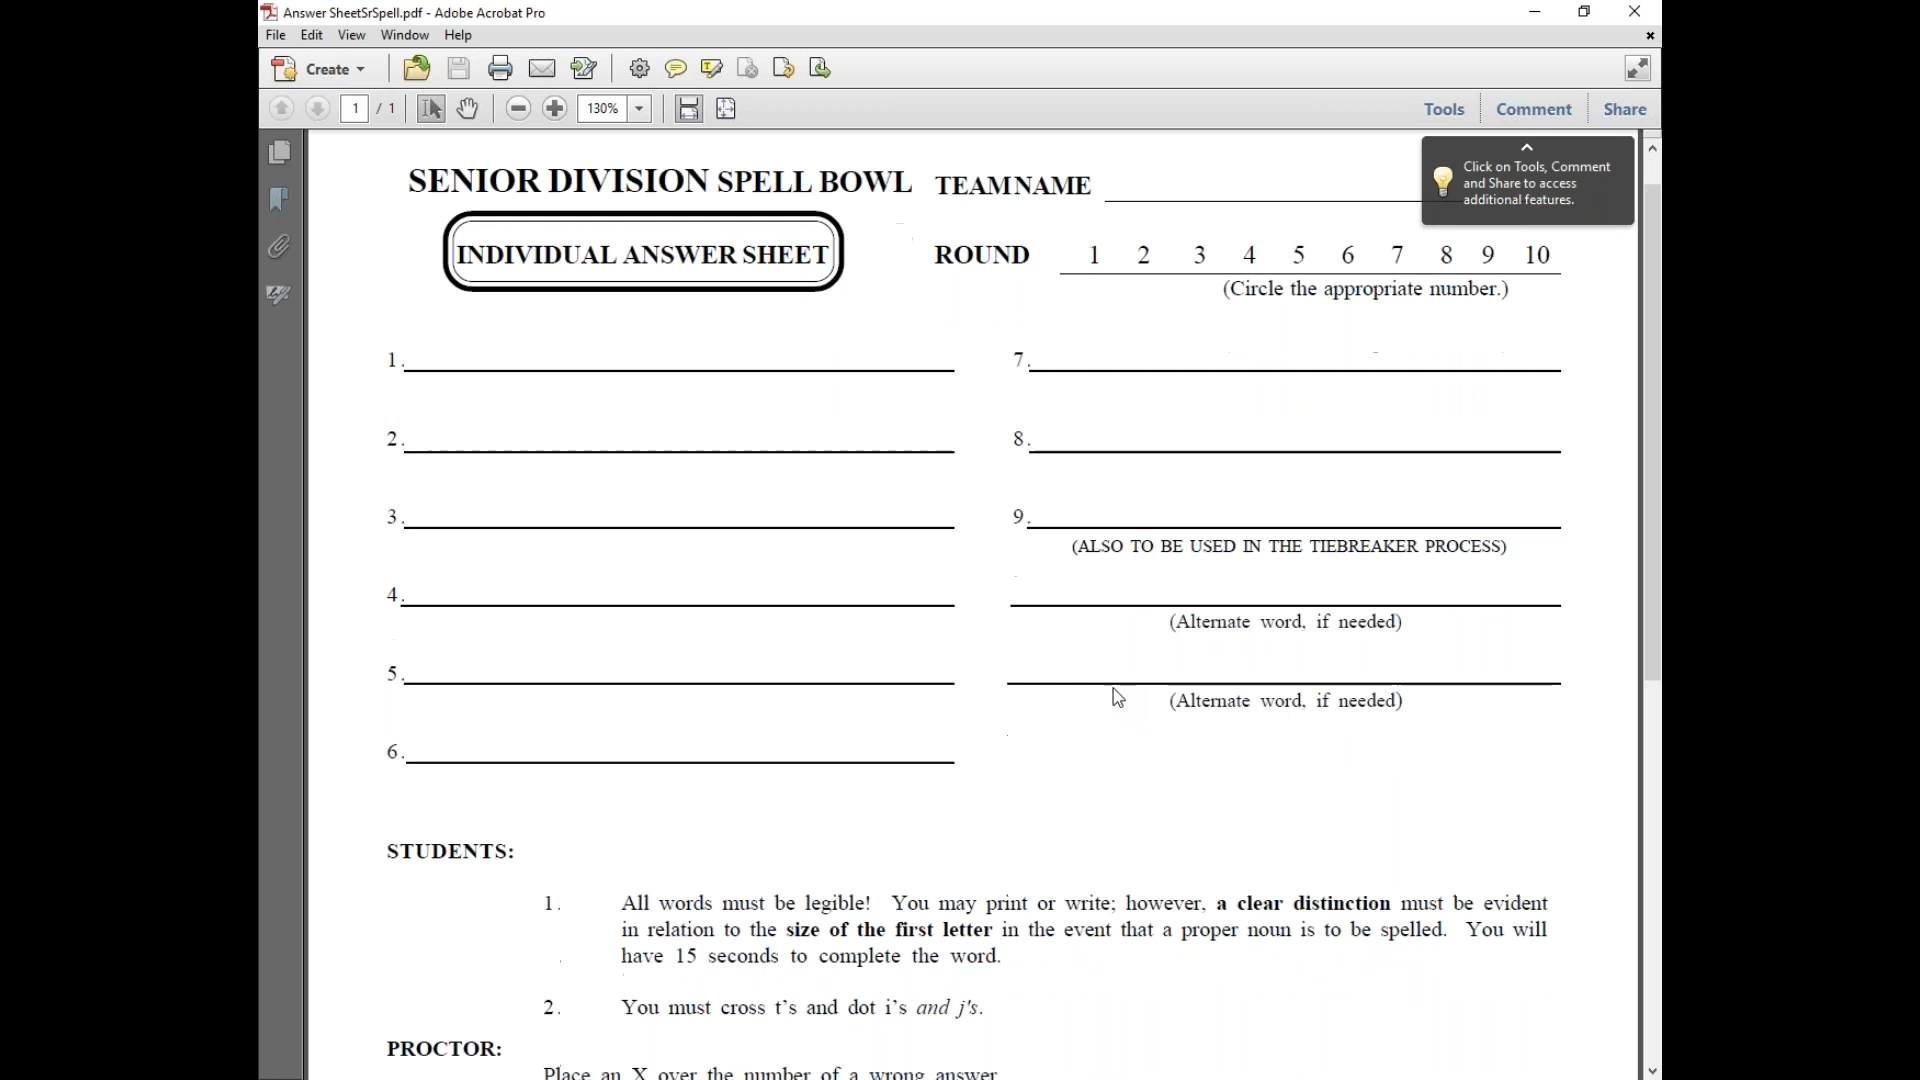 Answer SheetSrSpell.pdf - Adobe Acrobat Pro
File Edit View Window Help
Create
1 / 1 130% Tools Comment Share
Click on Tools, Comment
and Share to access
additional features.
SENIOR DIVISION SPELL BOWL TEAM NAME
INDIVIDUAL ANSWER SHEET
ROUND 1 2 3 4 5 6 7 8 9 10
(Circle the appropriate number.)
1. 7.
2. 8.
3. 9.
(ALSO TO BE USED IN THE TIEBREAKER PROCESS)
4.
(Alternate word, if needed)
5.
(Alternate word, if needed)
6.
STUDENTS:
1. All words must be legible! You may print or write; however, a clear distinction must be evident
in relation to the size of the first letter in the event that a proper noun is to be spelled. You will
have 15 seconds to complete the word.
2. You must cross t's and dot i's and j's.
PROCTOR:
Place an X over the number of a wrong answer